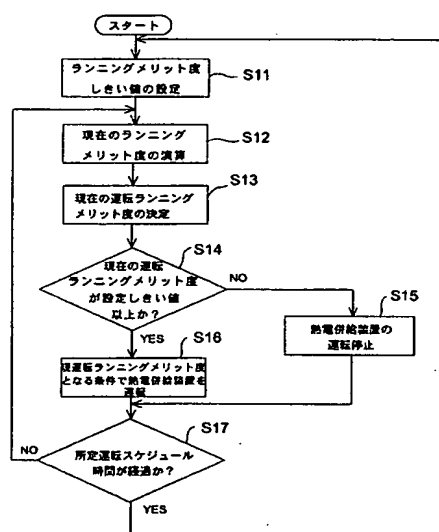 スタート
ランニングメリット度
しきい値の設定
S11
現在のランニング
メリット度の演算
S12
現在の運転ランニング
メリット度の決定
S13
現在の運転
ランニングメリット度
が設定しきい値
以上か？
S14
NO
YES
熱電併給装置の
運転停止
S15
現運転ランニングメリット度
となる条件で熱電併給装置を
運転
S16
所定運転スケジュール
時間が経過か？
S17
NO
YES